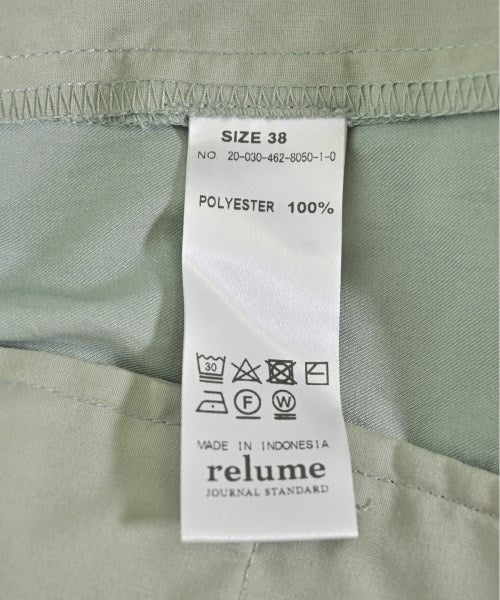 SIZE 38
NO. 20-030-462-8050-1-0
POLYESTER 100%
30
F W
MADE IN INDONESIA
relume
JOURNAL STANDARD